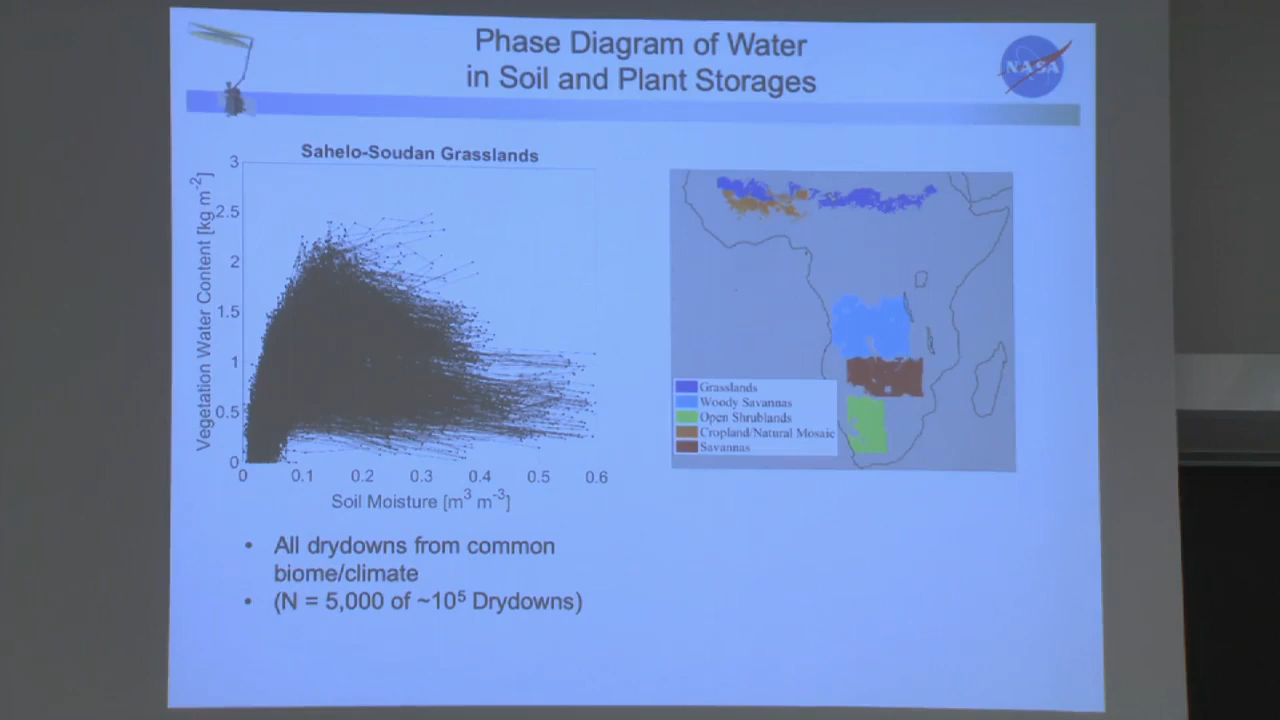 Phase Diagram of Water
in Soil and Plant Storages
NASA
Sahelo-Soudan Grasslands
Vegetation Water Content [kg m⁻²]
3
2.5
2
1.5
1
0.5
0
0 0.1 0.2 0.3 0.4 0.5 0.6
Soil Moisture [m³ m⁻³]
Grasslands
Woody Savannas
Open Shrublands
Cropland/Natural Mosaic
Savannas
• All drydowns from common
biome/climate
• (N = 5,000 of ~10⁵ Drydowns)